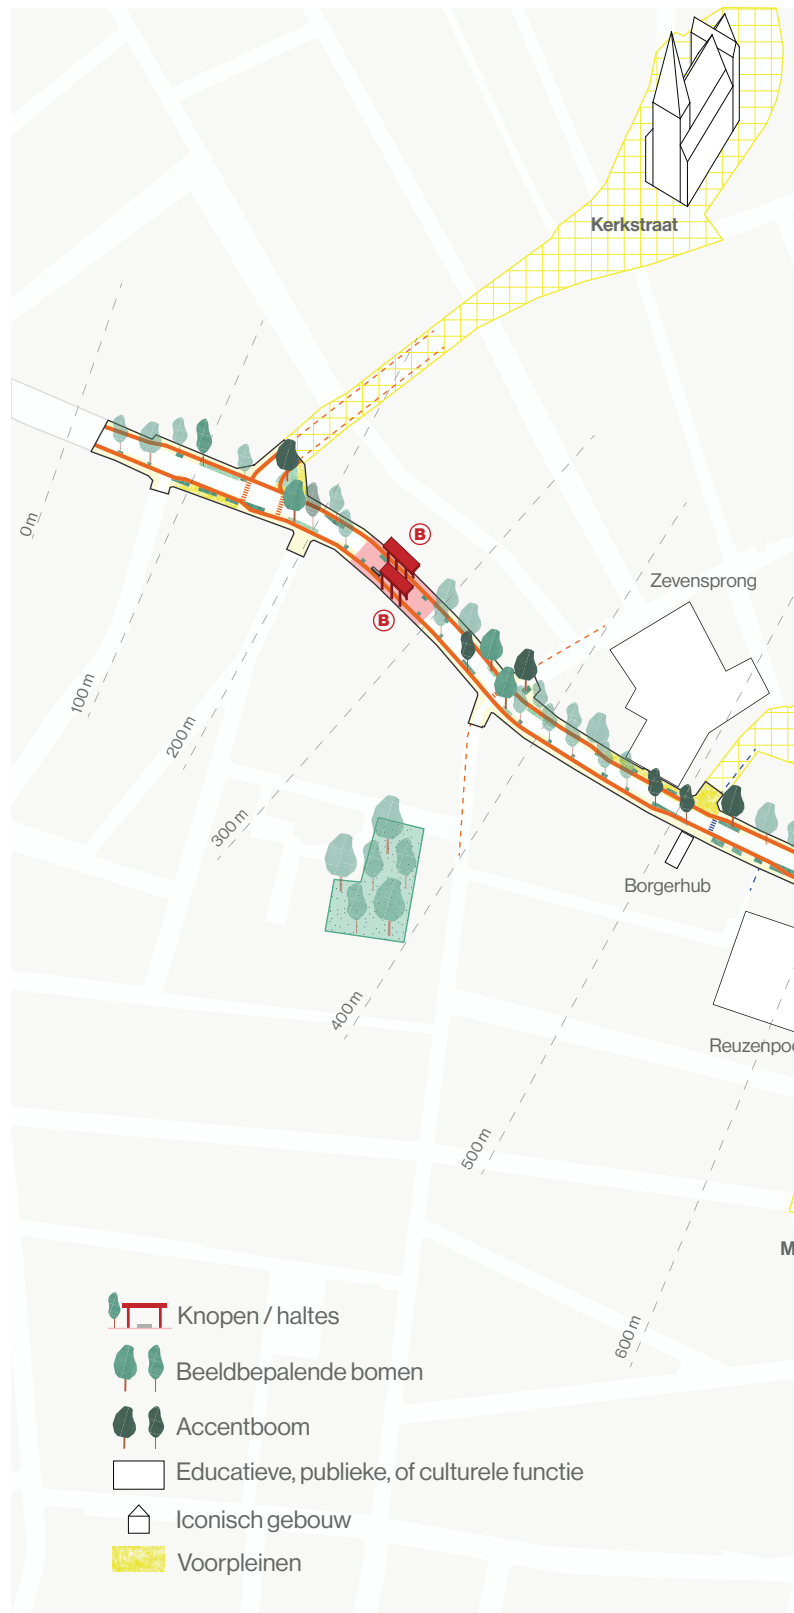 Kerkstraat
0 m
B
Zevensprong
B
100 m
200 m
300 m
Borgerhub
400 m
Reuzenpoo
500 m
M
600 m
Knopen / haltes
Beeldbepalende bomen
Accentboom
Educatieve, publieke, of culturele functie
Iconisch gebouw
Voorpleinen